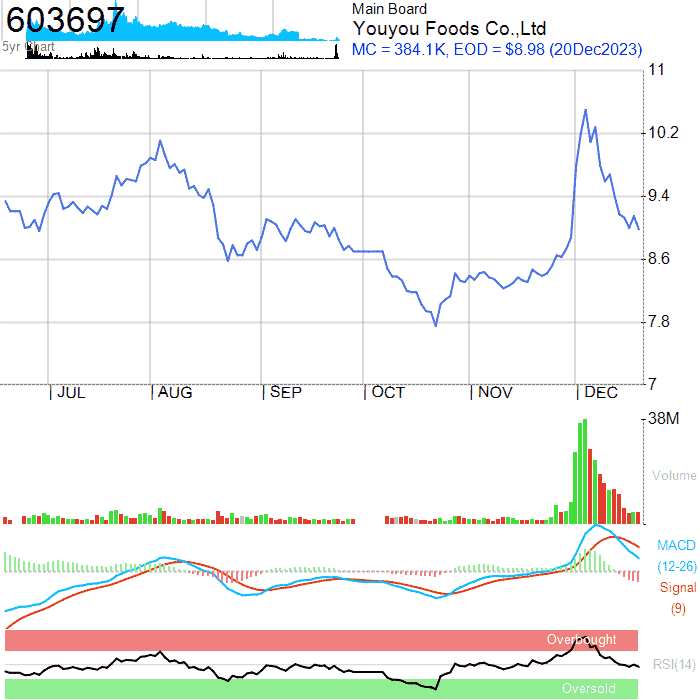 603697
5yr Chart
Main Board
Youyou Foods Co.,Ltd
MC = 384.1K, EOD = $8.98 (20Dec2023)
11
10.2
9.4
8.6
7.8
7
JUL
AUG
SEP
OCT
NOV
DEC
38M
Volume
MACD
(12-26)
Signal
(9)
Overbought
RSI(14)
Oversold